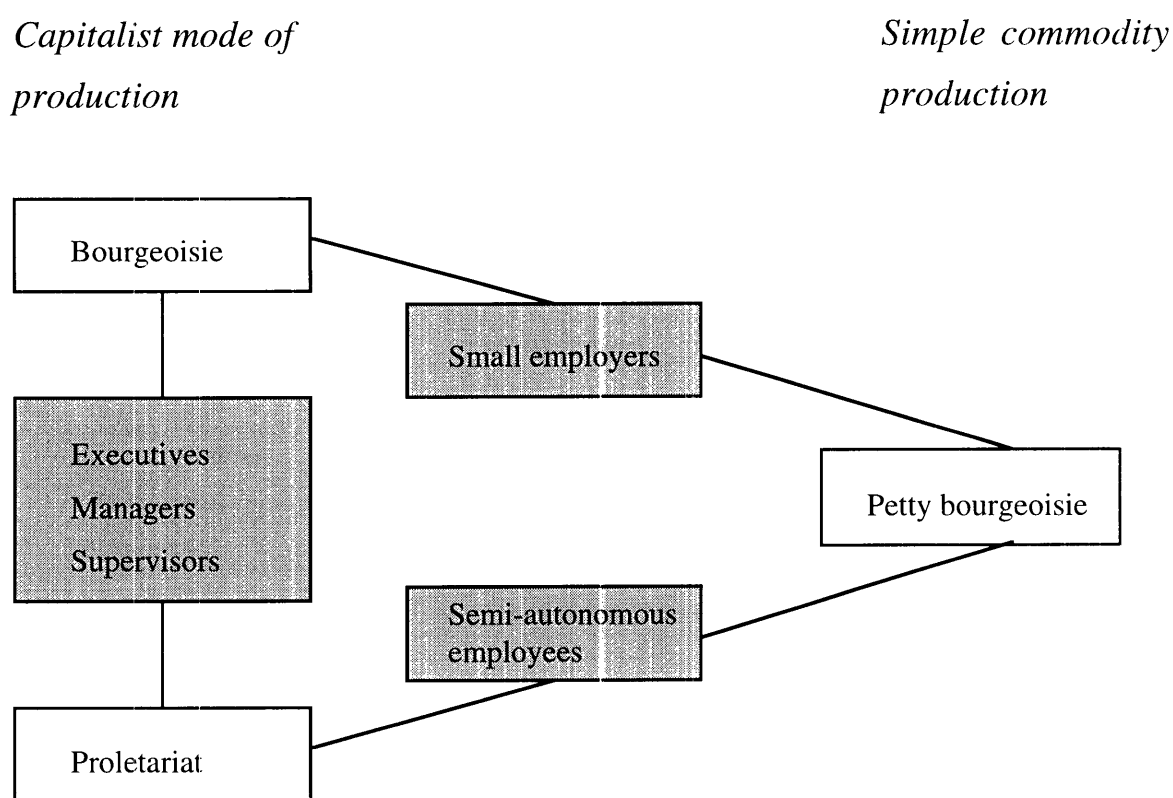 Capitalist mode of
production
Simple commodity
production
Bourgeoisie
Small employers
Executives
Managers
Supervisors
Petty bourgeoisie
Semi-autonomous
employees
Proletariat